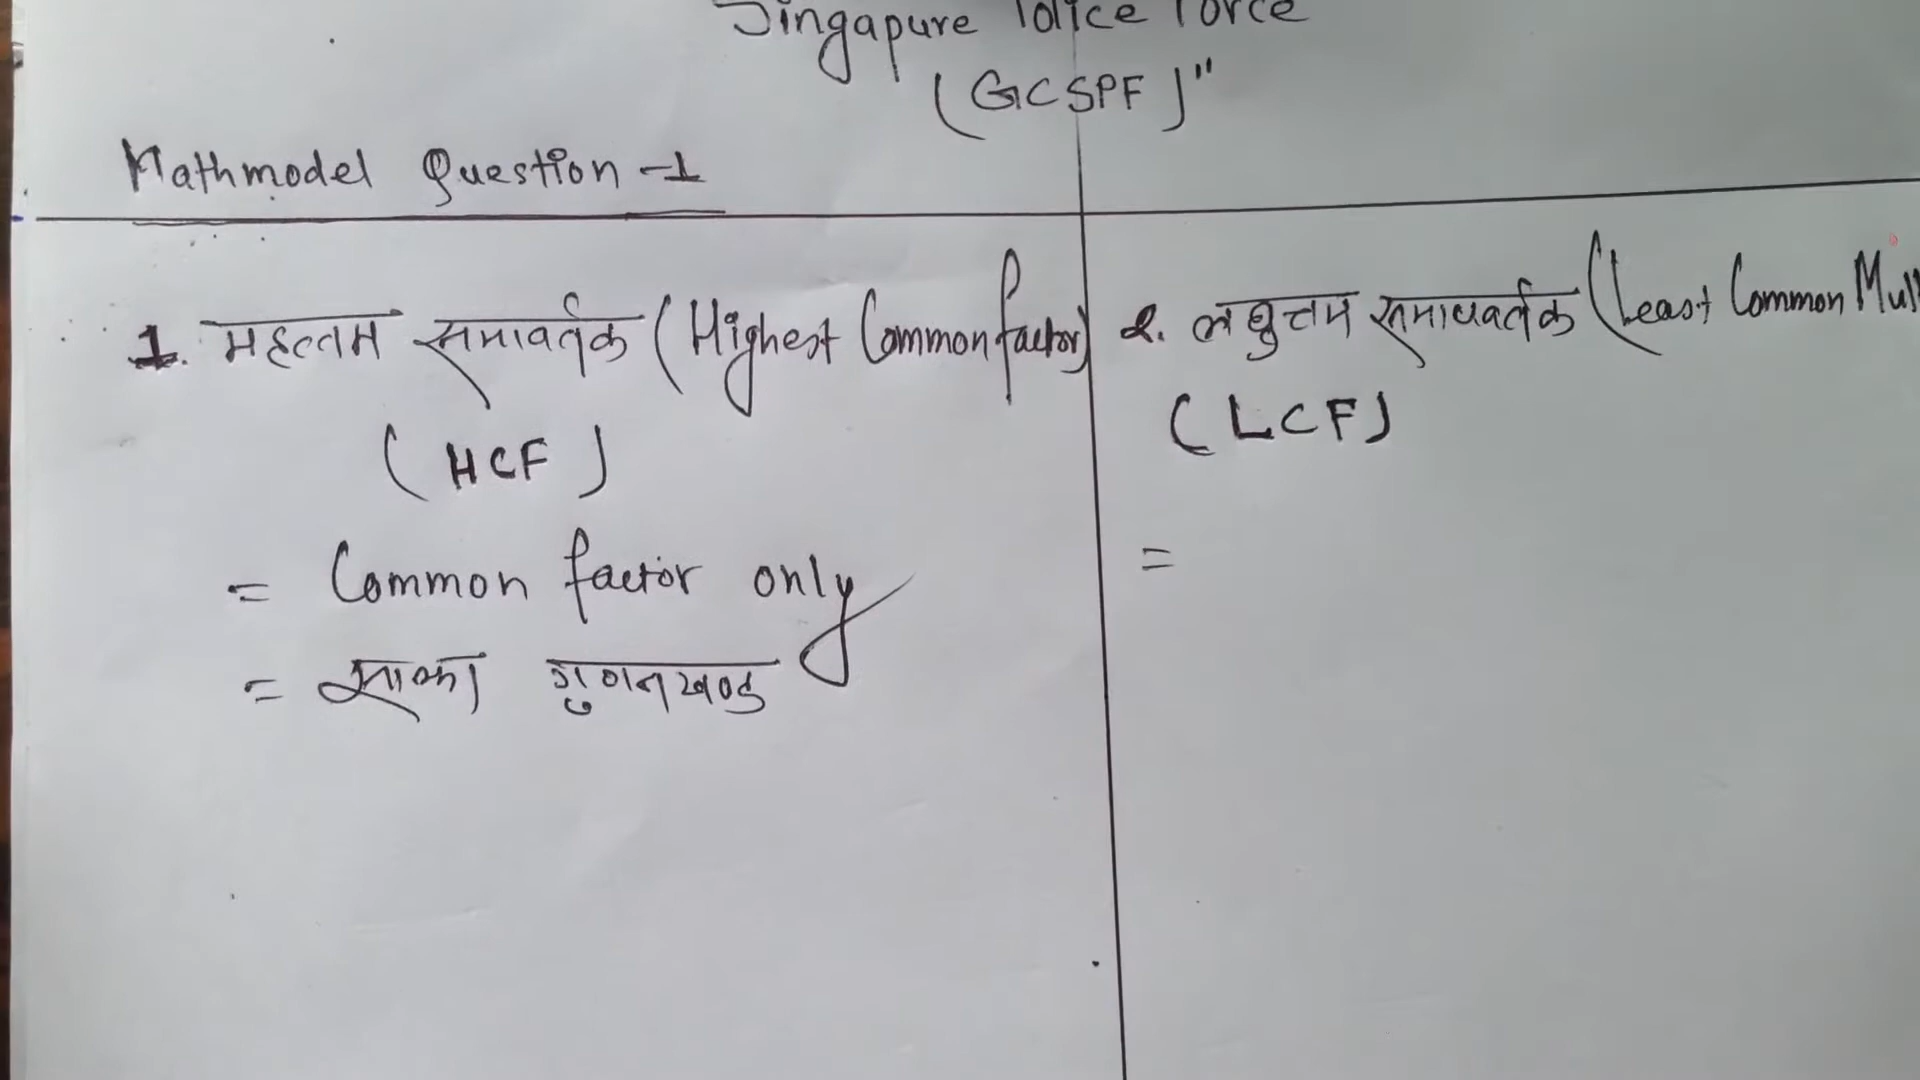 Singapure Police Force
(GCSPF)"
Mathmodel Question -1
1. महत्तम समावर्तक (Highest Common factor)
(HCF)
= Common factor only
= साझा गुणनखण्ड
2. लघुत्तम समापवर्तक (Least Common Mul
(LCF)
=